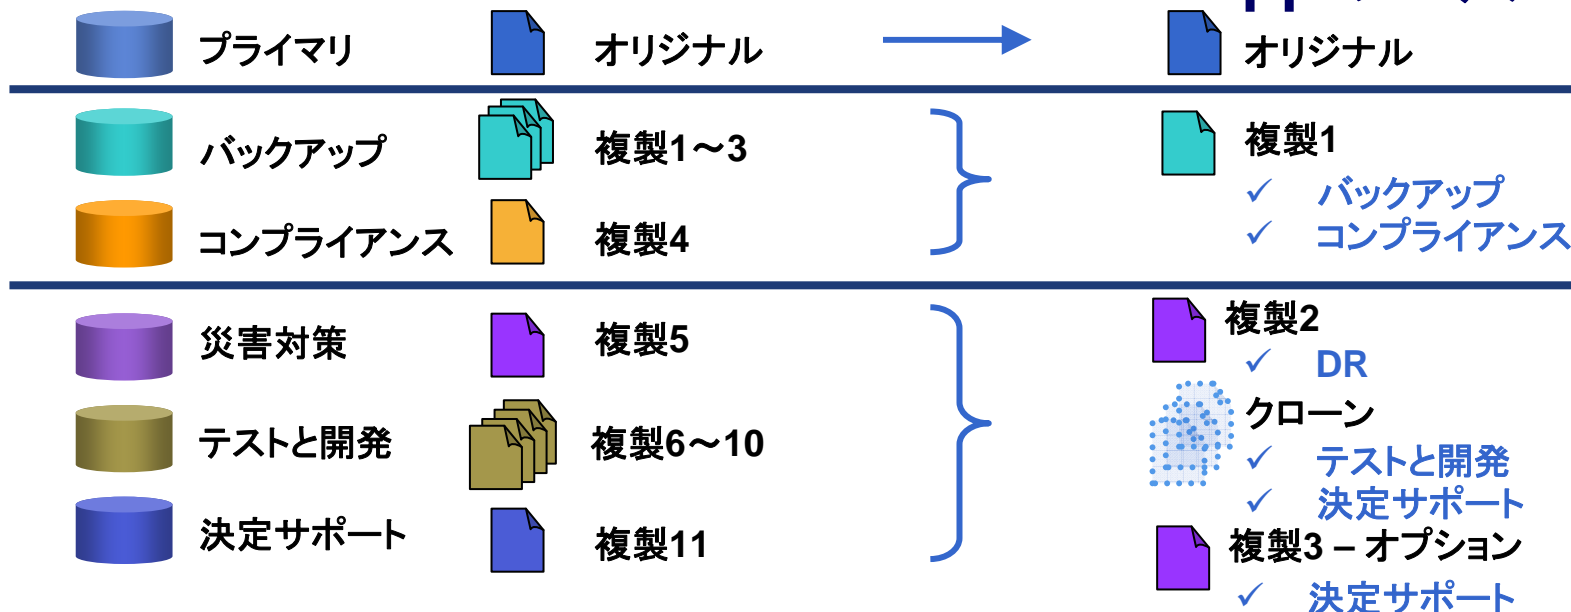 プライマリ オリジナル オリジナル
バックアップ 複製1～3 複製1
✓ バックアップ
コンプライアンス 複製4 ✓ コンプライアンス
災害対策 複製5 複製2
✓ DR
テストと開発 複製6～10 クローン
✓ テストと開発
✓ 決定サポート
決定サポート 複製11 複製3 – オプション
✓ 決定サポート